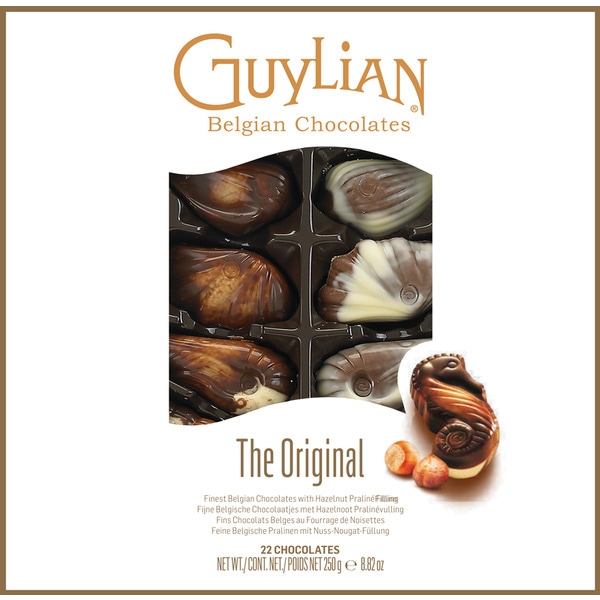 GUYLIAN®
Belgian Chocolates
The Original
Finest Belgian Chocolates with Hazelnut Praliné Filling
Fijne Belgische Chocolaatjes met Hazelnoot Pralinévulling
Fins Chocolats Belges au Fourrage de Noisettes
Feine Belgische Pralinen mit Nuss-Nougat-Füllung
22 CHOCOLATES
NET WT./CONT. NET./POIDS NET 250 g ℮ 8.82 oz